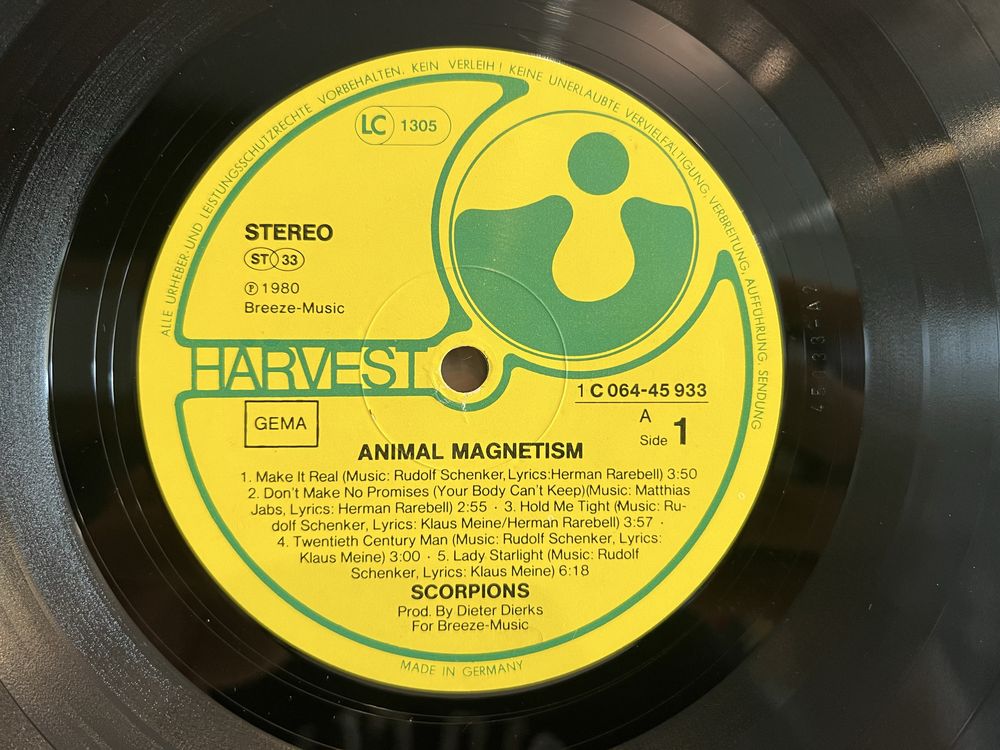 ALLE URHEBER- UND LEISTUNGSSCHUTZRECHTE VORBEHALTEN. KEIN VERLEIH! KEINE UNERLAUBTE VERVIELFÄLTIGUNG, VERBREITUNG, AUFFÜHRUNG, SENDUNG
LC 1305
STEREO
ST 33
℗ 1980
Breeze-Music
HARVEST
1 C 064-45 933
GEMA
A
Side 1
ANIMAL MAGNETISM
1. Make It Real (Music: Rudolf Schenker, Lyrics: Herman Rarebell) 3:50
2. Don't Make No Promises (Your Body Can't Keep) (Music: Matthias
Jabs, Lyrics: Herman Rarebell) 2:55 · 3. Hold Me Tight (Music: Ru-
dolf Schenker, Lyrics: Klaus Meine/Herman Rarebell) 3:57 ·
4. Twentieth Century Man (Music: Rudolf Schenker, Lyrics:
Klaus Meine) 3:00 · 5. Lady Starlight (Music: Rudolf
Schenker, Lyrics: Klaus Meine) 6:18
SCORPIONS
Prod. By Dieter Dierks
For Breeze-Music
MADE IN GERMANY